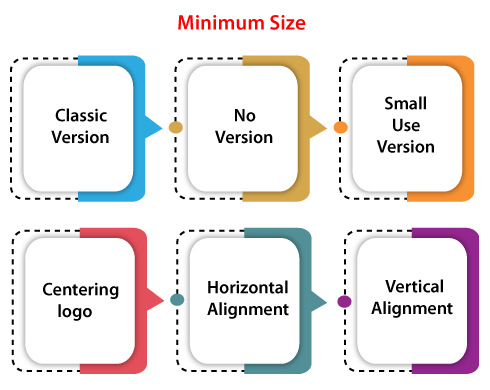 Minimum Size
Classic
Version
No
Version
Small
Use
Version
Centering
logo
Horizontal
Alignment
Vertical
Alignment